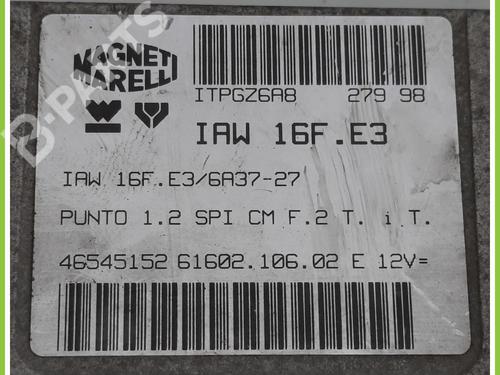 MAGNETI
MARELLI
B-PARTS
ITPGZ6A8 279 98
IAW 16F.E3
IAW 16F.E3/6A37-27
PUNTO 1.2 SPI CM F.2 T. i T.
46545152 61602.106.02 E 12V=